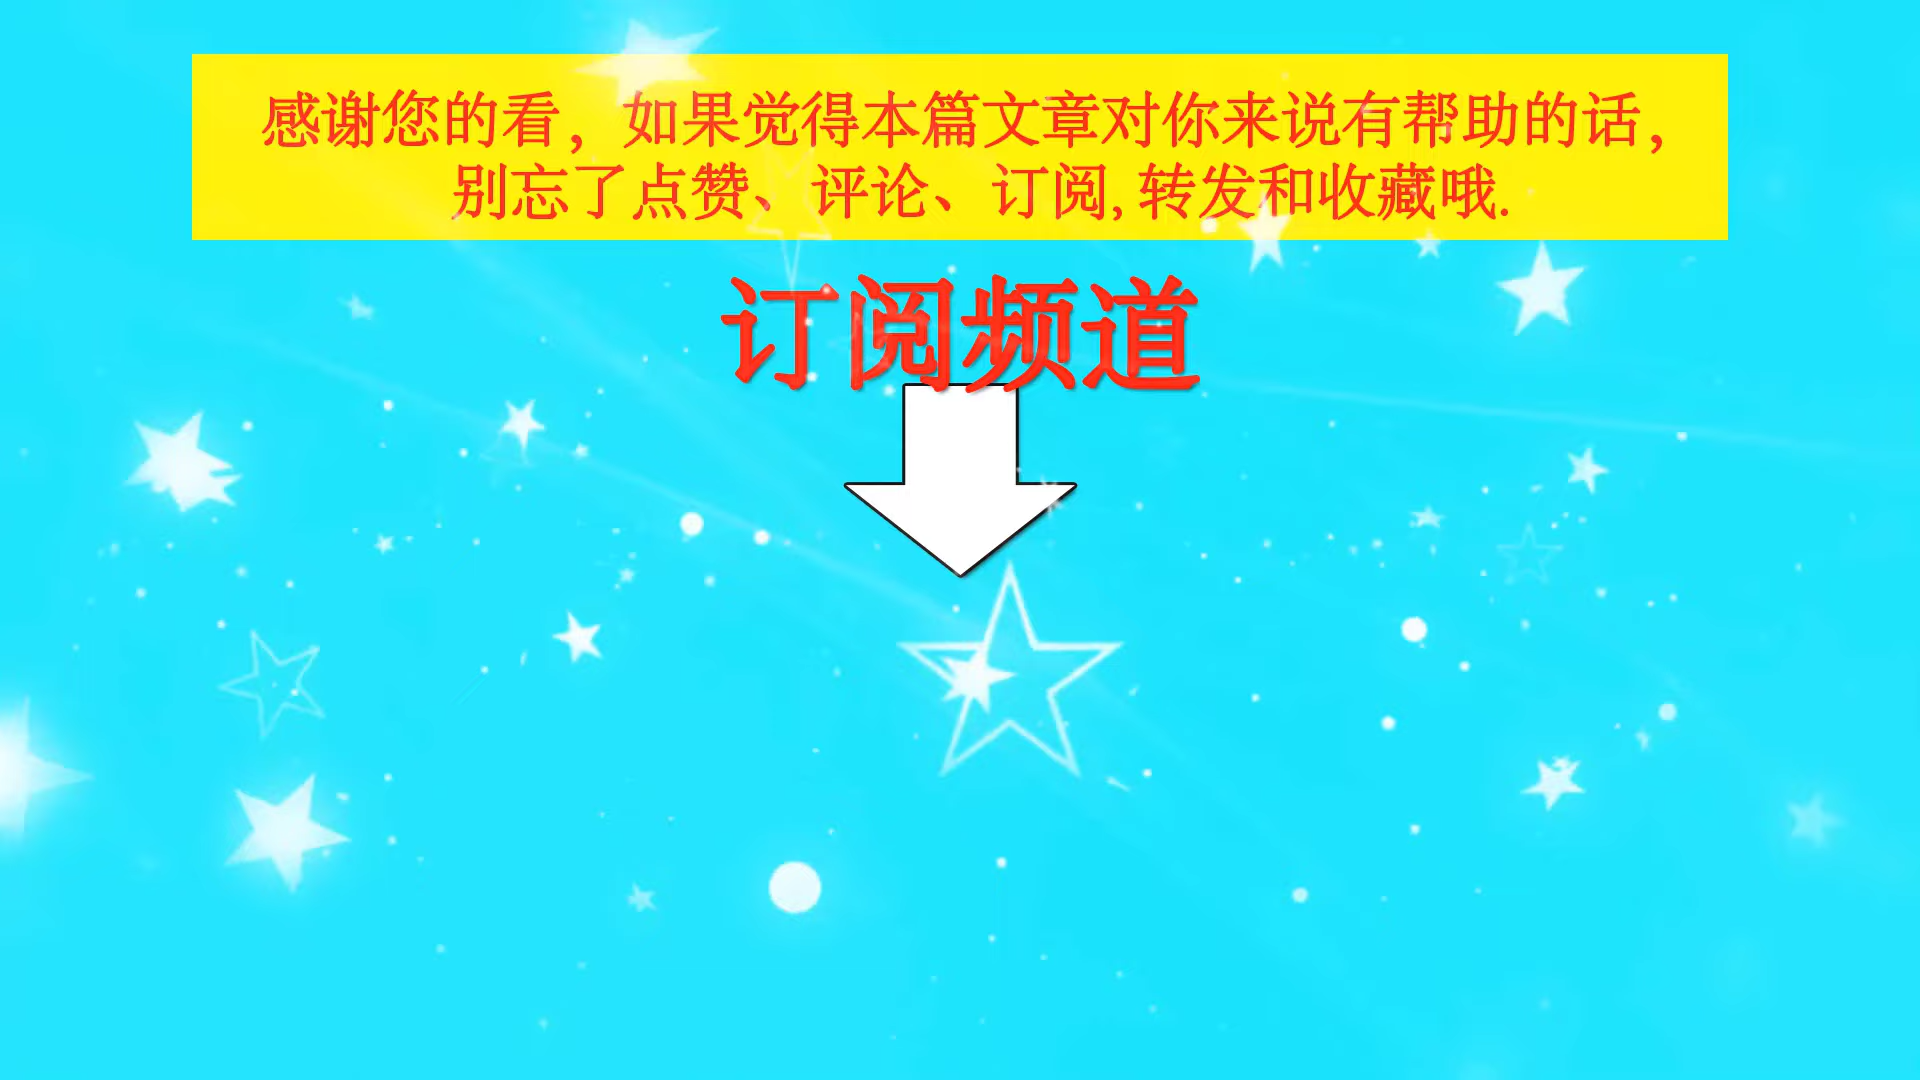 感谢您的看，如果觉得本篇文章对你来说有帮助的话，
别忘了点赞、评论、订阅,转发和收藏哦.
订阅频道